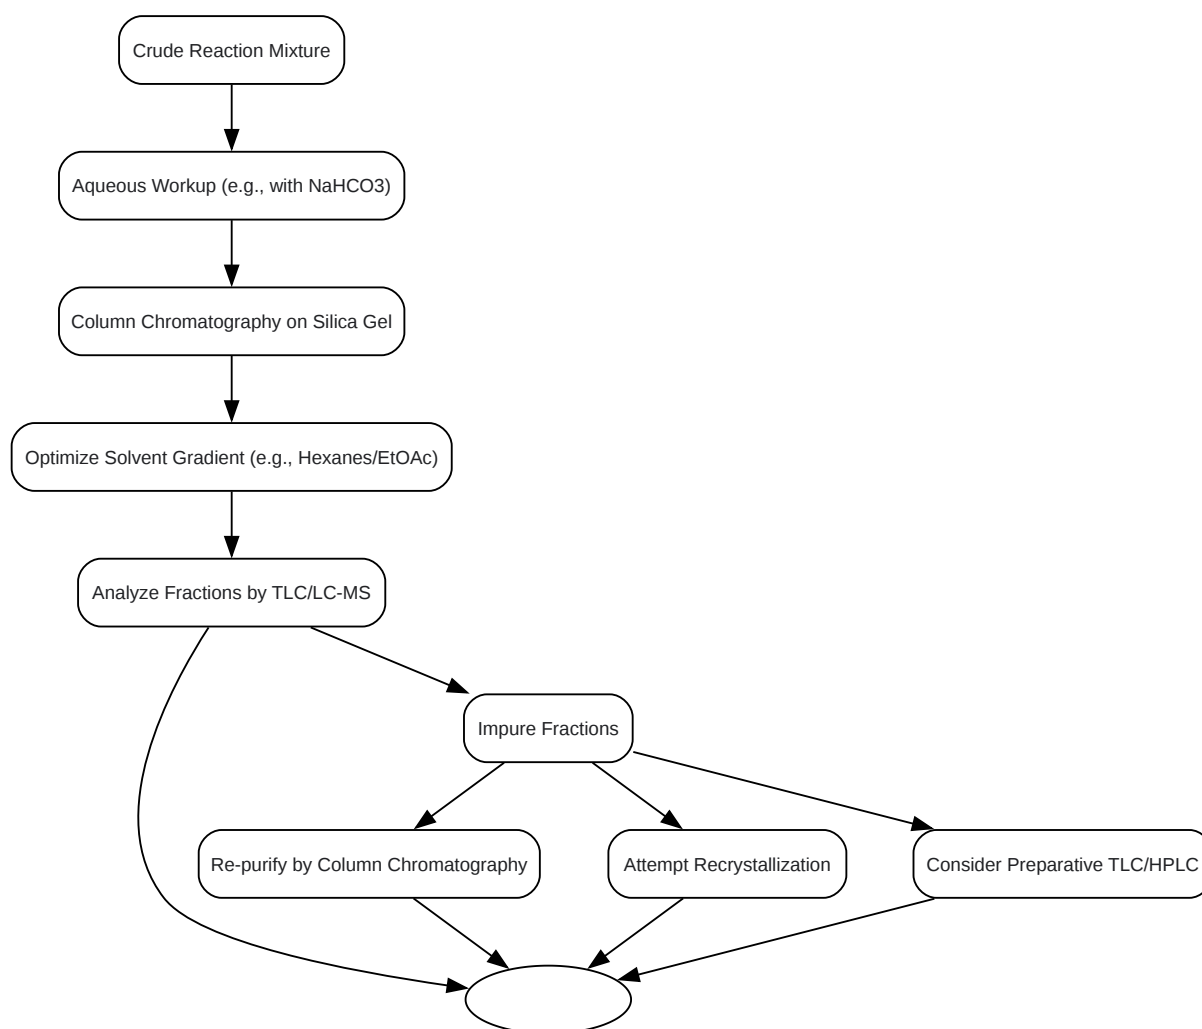 Crude Reaction Mixture
Aqueous Workup (e.g., with NaHCO3)
Column Chromatography on Silica Gel
Optimize Solvent Gradient (e.g., Hexanes/EtOAc)
Analyze Fractions by TLC/LC-MS
Impure Fractions
Re-purify by Column Chromatography
Attempt Recrystallization
Consider Preparative TLC/HPLC